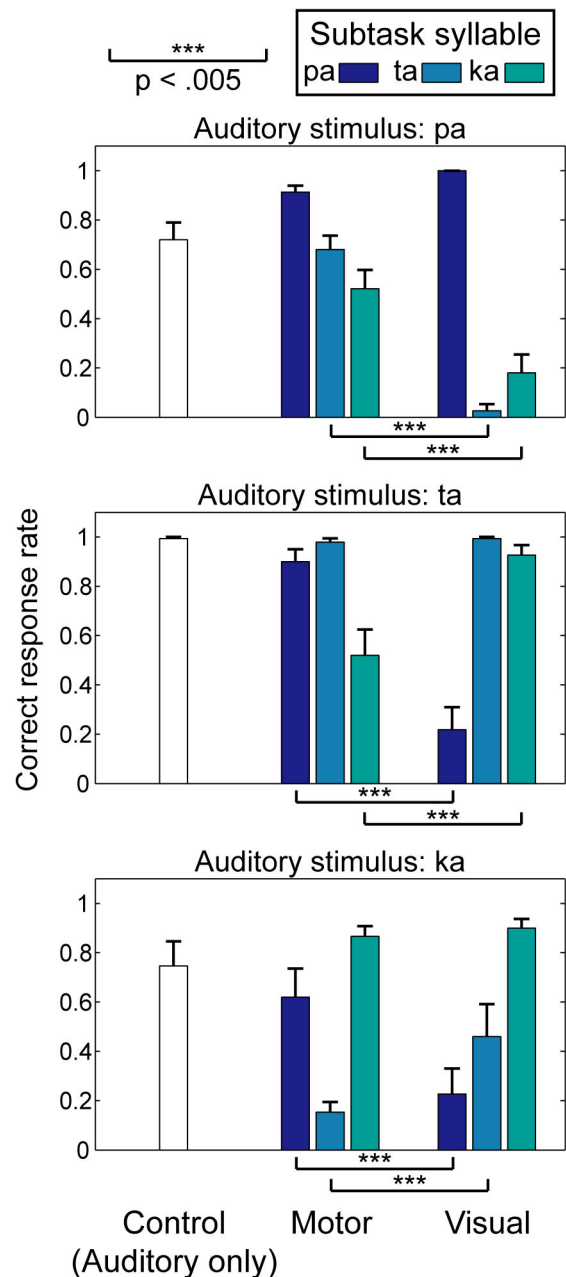 ***
p < .005
Subtask syllable
pa ta ka
Auditory stimulus: pa
1
0.8
0.6
0.4
0.2
0
***
***
Auditory stimulus: ta
1
0.8
0.6
0.4
0.2
0
***
***
Correct response rate
Auditory stimulus: ka
1
0.8
0.6
0.4
0.2
0
***
***
Control Motor Visual
(Auditory only)